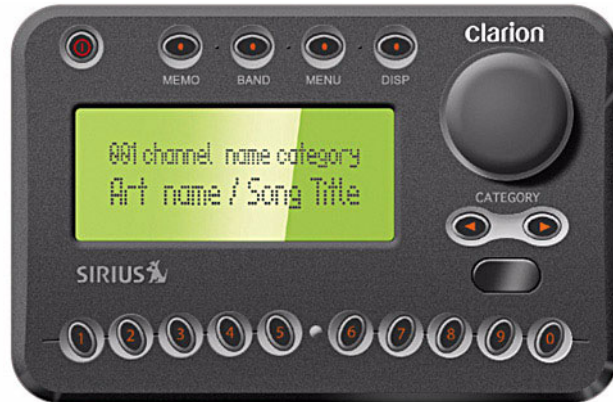 Clarion
MEMO BAND MENU DISP
001 channel name category
Art name / Song Title
CATEGORY
SIRIUS
1 2 3 4 5 6 7 8 9 0